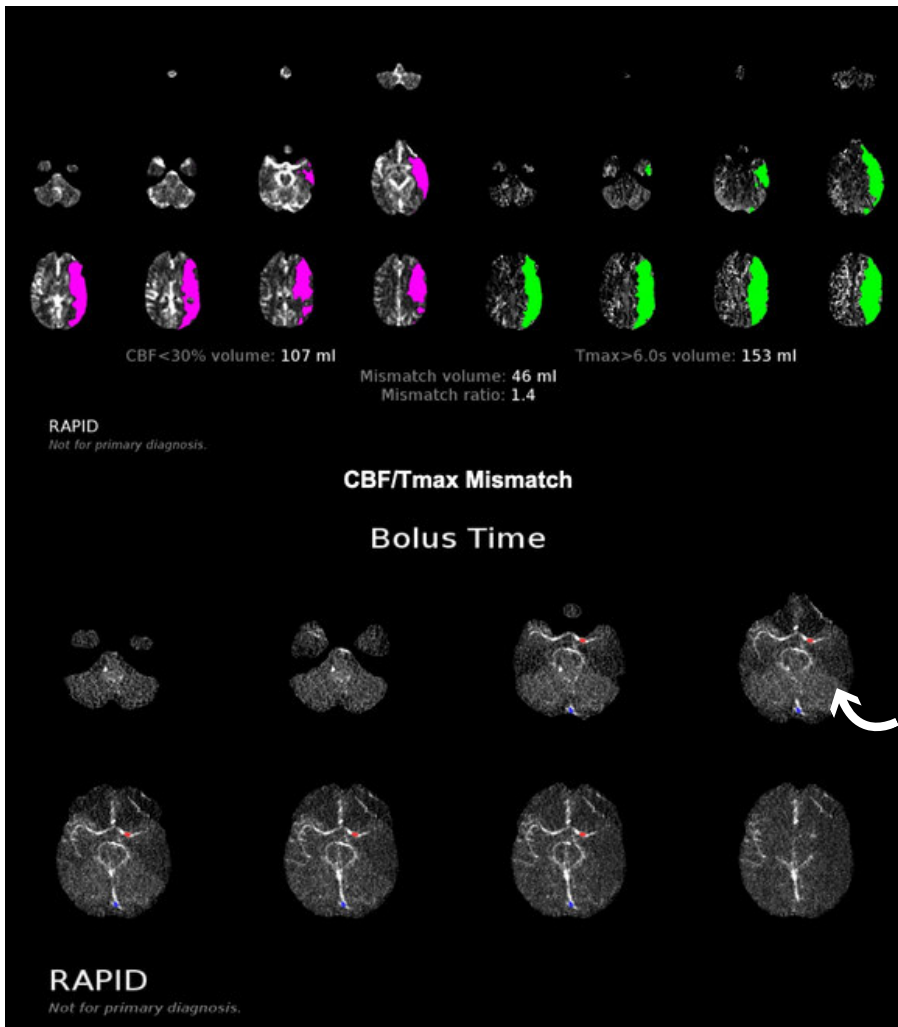 CBF<30% volume: 107 ml
Tmax>6.0s volume: 153 ml
Mismatch volume: 46 ml
Mismatch ratio: 1.4
RAPID
Not for primary diagnosis.
CBF/Tmax Mismatch
Bolus Time
RAPID
Not for primary diagnosis.